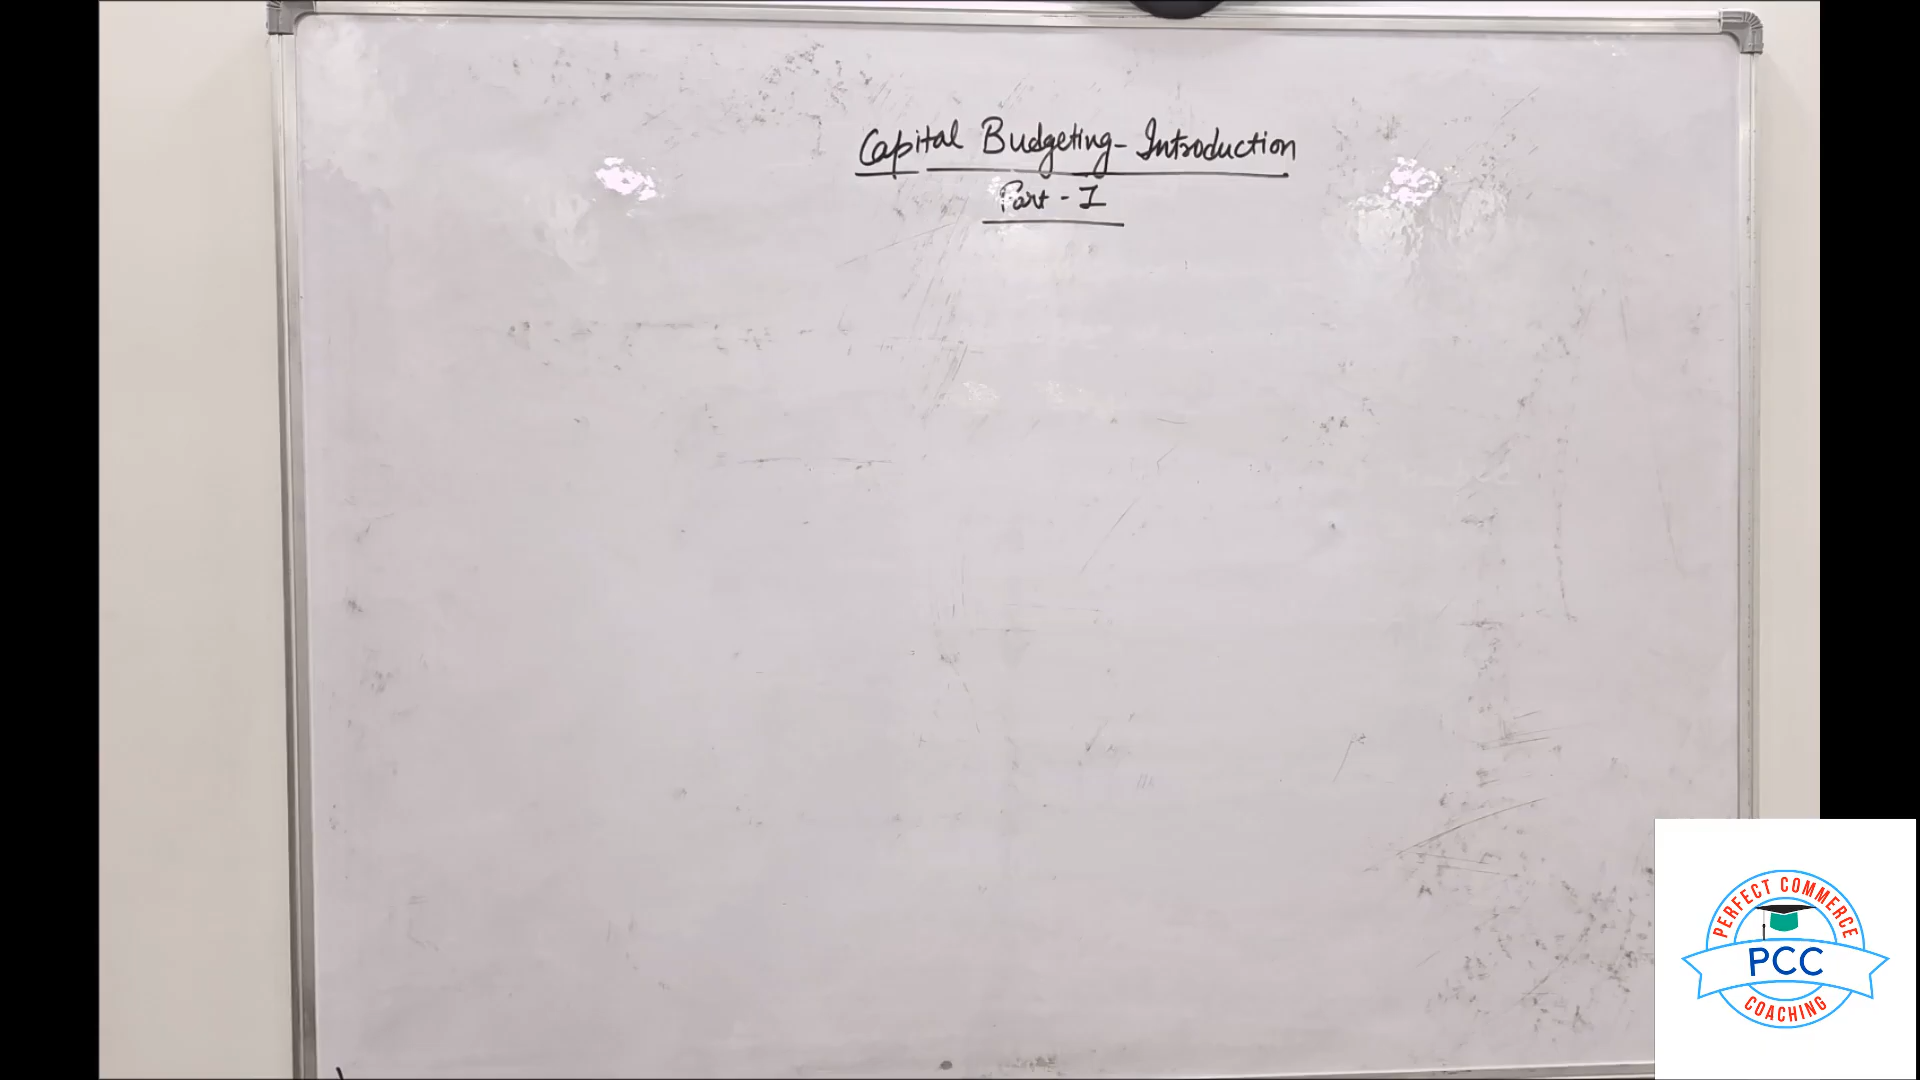 Capital Budgeting - Introduction
Part - I
PERFECT COMMERCE
PCC
COACHING